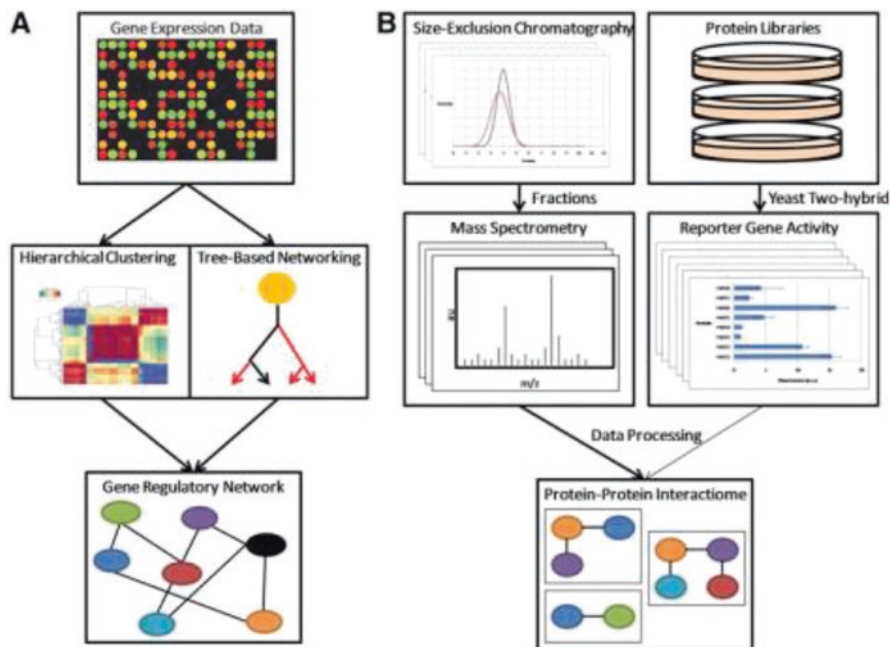 A
Gene Expression Data
Hierarchical Clustering
Tree-Based Networking
Gene Regulatory Network
B
Size-Exclusion Chromatography
Protein Libraries
Fractions
Yeast Two-hybrid
Mass Spectrometry
Reporter Gene Activity
m/r
Data Processing
Protein-Protein Interactiome